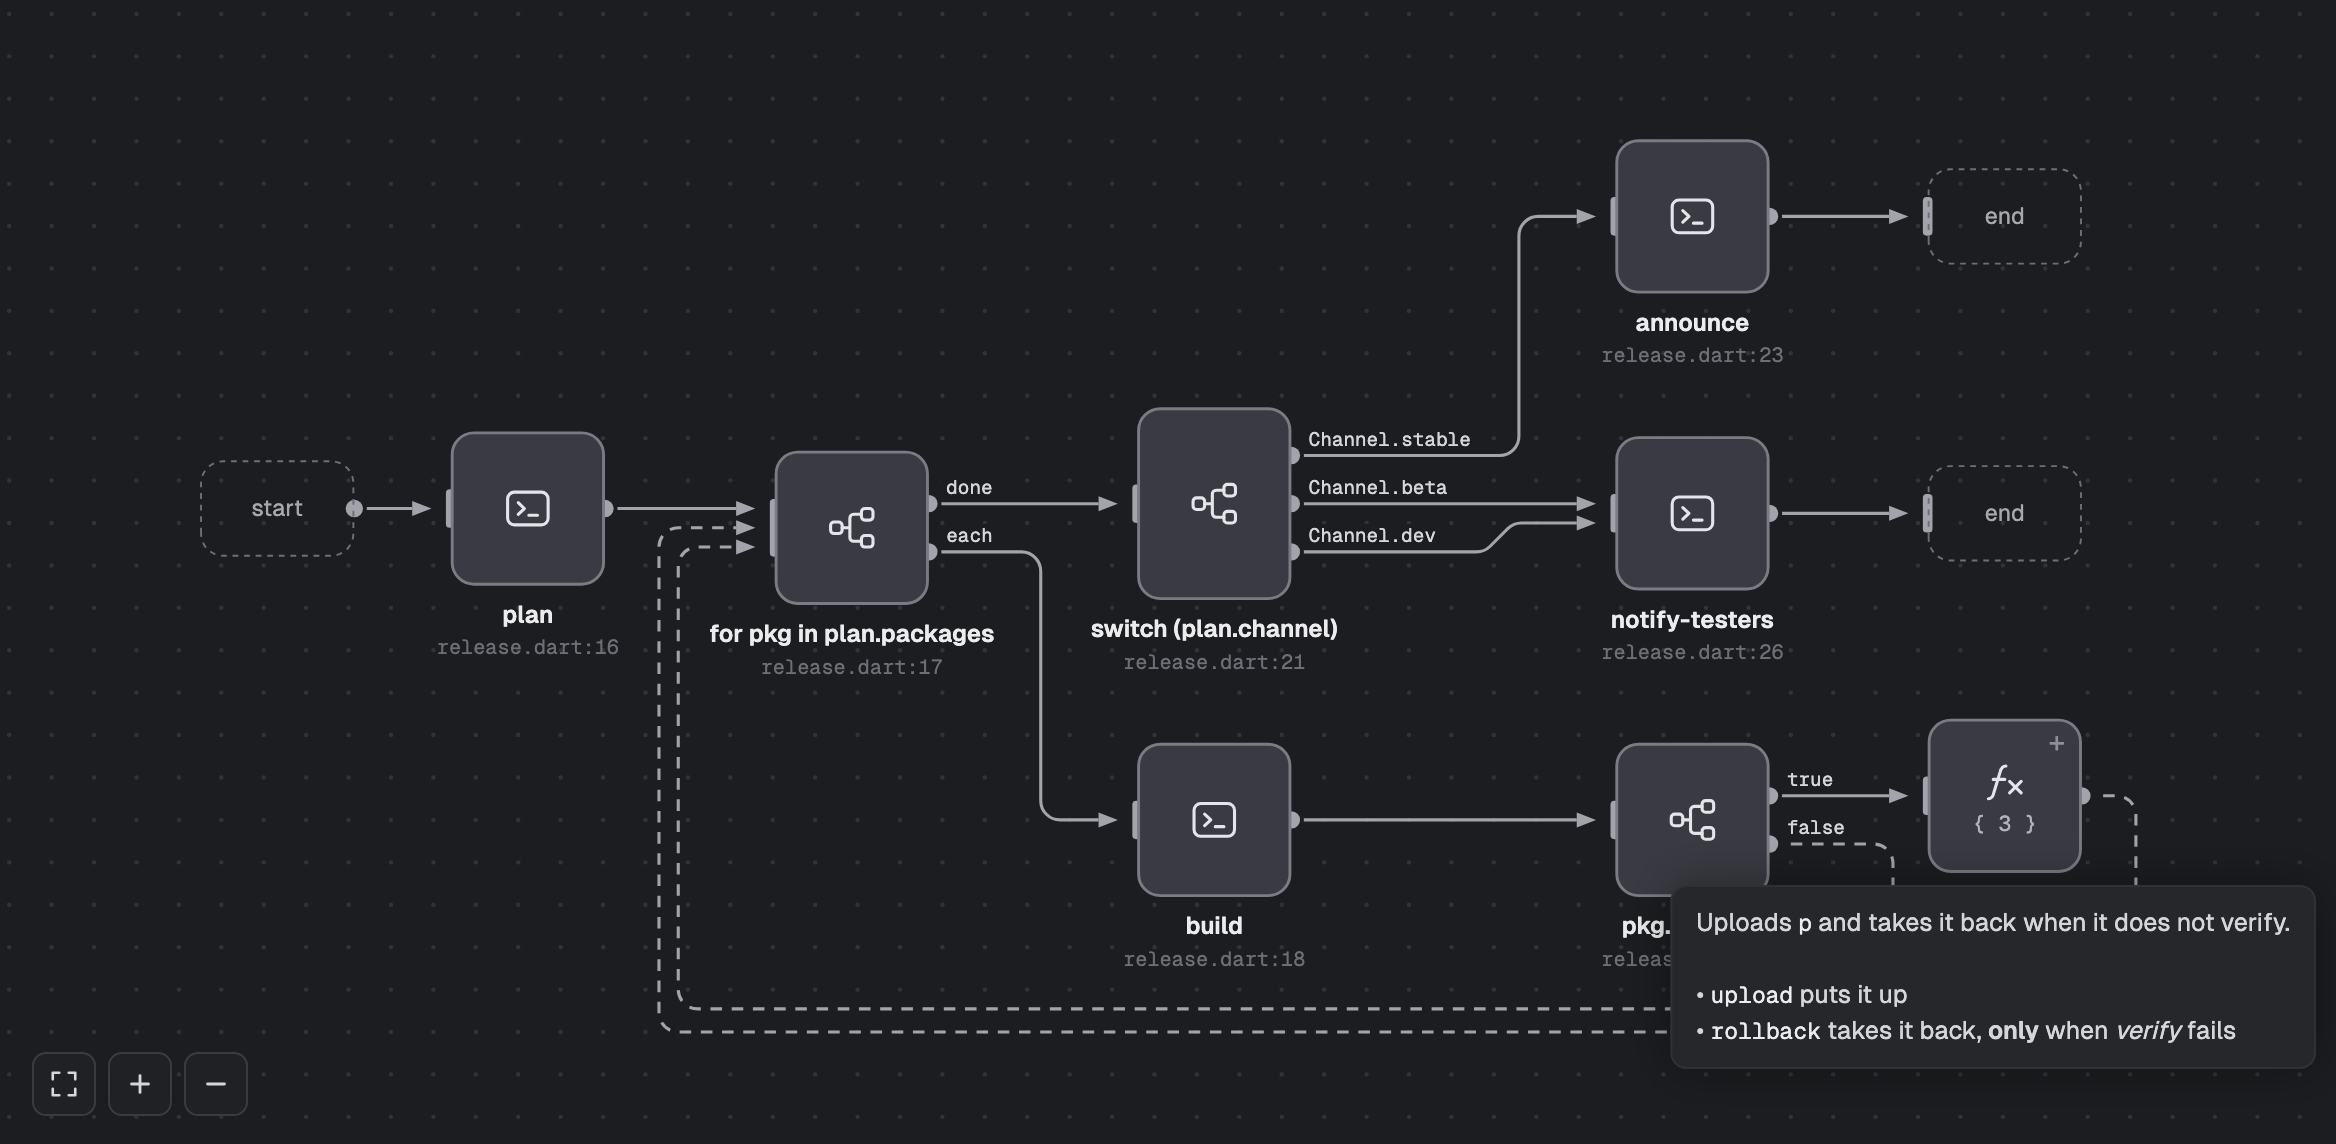 start
plan
release.dart:16
for pkg in plan.packages
release.dart:17
done
each
switch (plan.channel)
release.dart:21
Channel.stable
Channel.beta
Channel.dev
announce
release.dart:23
end
notify-testers
release.dart:26
end
build
release.dart:18
pkg.
releas
true
false
+
fx
{ 3 }
Uploads p and takes it back when it does not verify.
• upload puts it up
• rollback takes it back, only when verify fails